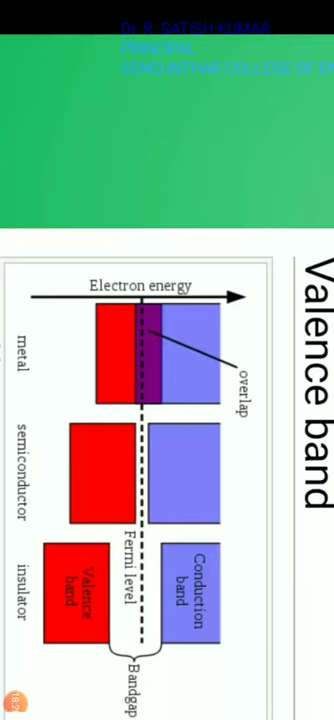 Dr. R. SATISH KUMAR
PRINCIPAL
SENGUNTHAR COLLEGE OF
Valence band
Electron energy
overlap
metal
semiconductor
insulator
Fermi level
Conduction
band
Valence
band
Bandgap